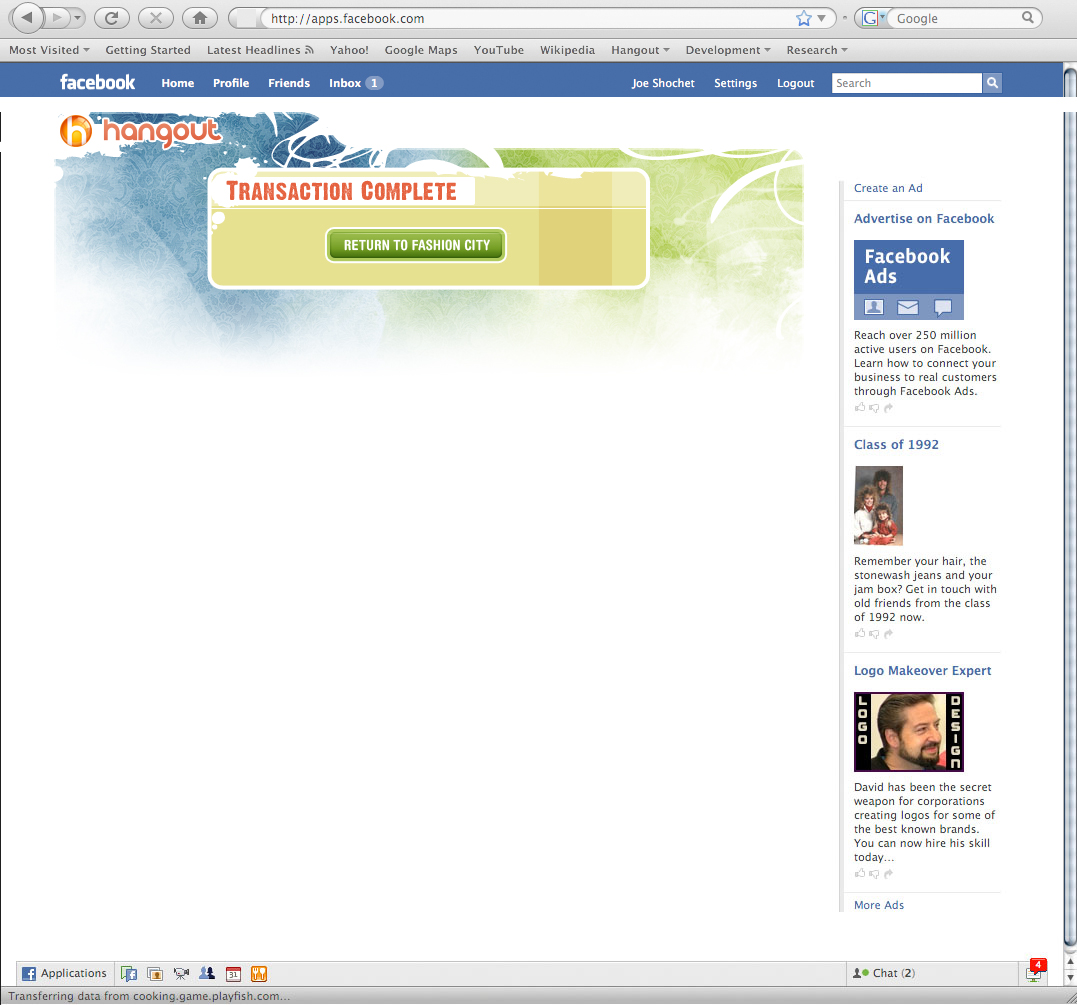 http://apps.facebook.com
Google
Most Visited Getting Started Latest Headlines Yahoo! Google Maps YouTube Wikipedia Hangout Development Research
facebook Home Profile Friends Inbox 1 Joe Shochet Settings Logout Search
hangout
TRANSACTION COMPLETE
RETURN TO FASHION CITY
Create an Ad
Advertise on Facebook
Facebook
Ads
Reach over 250 million
active users on Facebook.
Learn how to connect your
business to real customers
through Facebook Ads.
Class of 1992
Remember your hair, the
stonewash jeans and your
jam box? Get in touch with
old friends from the class
of 1992 now.
Logo Makeover Expert
LOGO
DESIGN
David has been the secret
weapon for corporations
creating logos for some of
the best known brands.
You can now hire his skill
today...
More Ads
Applications 31 Chat (2) 4
Transferring data from cooking.game.playfish.com...